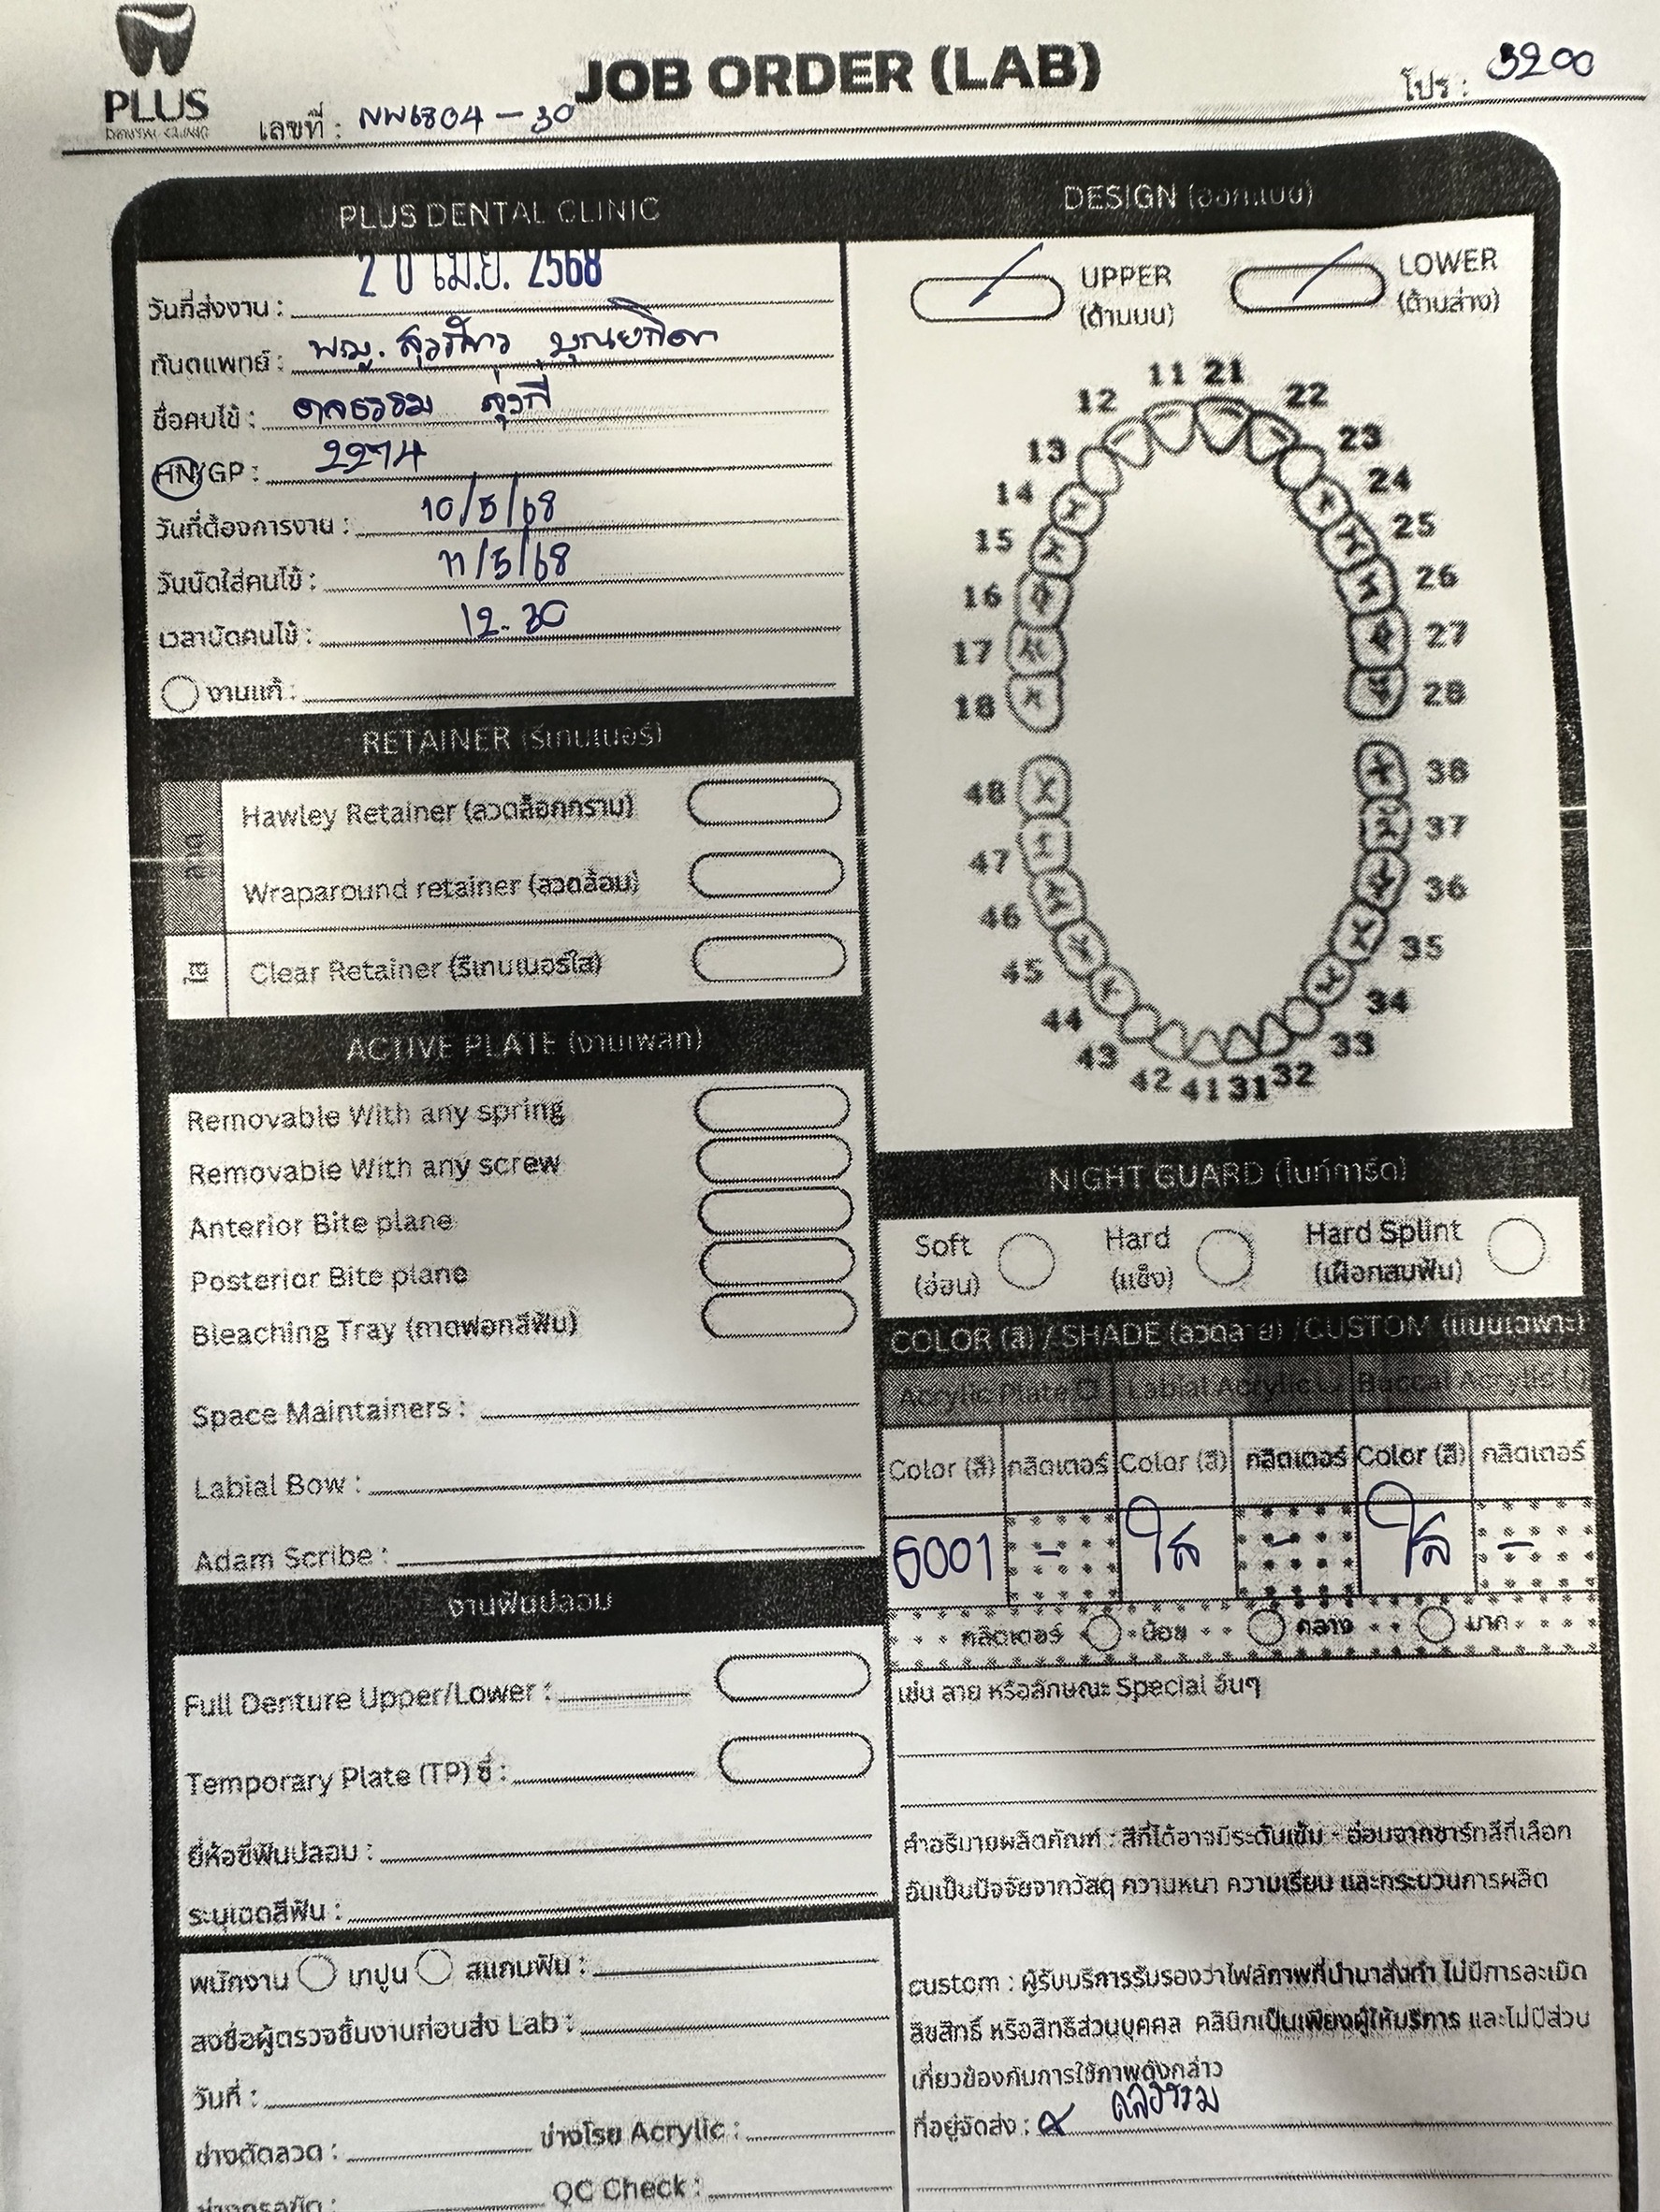 PLUS
DENTAL CLINIC
JOB ORDER (LAB)
เลขที่ : NW6804-30
โปร : 3200
PLUS DENTAL CLINIC
วันที่ส่งงาน : 20 เม.ย. 2568
ทันตแพทย์ : พญ.
ชื่อคนไข้ :
HN/GP : 2274
วันที่ต้องการงาน : 10/5/68
วันนัดใส่คนไข้ : 11/5/68
เวลานัดคนไข้ : 12.30
งานแก้ :
RETAINER (รีเทนเนอร์)
ลวด
Hawley Retainer (ลวดล็อกกราม)
Wraparound retainer (ลวดล้อม)
ใส
Clear Retainer (รีเทนเนอร์ใส)
ACTIVE PLATE (งานเพลท)
Removable With any spring
Removable With any screw
Anterior Bite plane
Posterior Bite plane
Bleaching Tray (ถาดฟอกสีฟัน)
Space Maintainers :
Labial Bow :
Adam Scribe :
งานฟันปลอม
Full Denture Upper/Lower :
Temporary Plate (TP) ซี่ :
ยี่ห้อซี่ฟันปลอม :
ระบุเฉดสีฟัน :
พนักงาน เทปูน สแกนฟัน :
ลงชื่อผู้ตรวจชิ้นงานก่อนส่ง Lab :
วันที่ :
ช่างดัดลวด : ช่างโรย Acrylic :
QC Check :
DESIGN (ออกแบบ)
UPPER
(ด้านบน)
LOWER
(ด้านล่าง)
11 21
12 22
13 23
14 24
15 25
16 26
17 27
18 28
48 38
47 37
46 36
45 35
44 34
43 33
42 41 31 32
NIGHT GUARD (ไนท์การ์ด)
Soft
(อ่อน)
Hard
(แข็ง)
Hard Splint
(เฝือกสบฟัน)
COLOR (สี) / SHADE (ลวดลาย) /CUSTOM (แบบเฉพาะ)
Acrylic Plate Labial Acrylic Buccal Acrylic
Color (สี) กลิตเตอร์ Color (สี) กลิตเตอร์ Color (สี) กลิตเตอร์
6001 - ใส - ใส -
กลิตเตอร์ น้อย กลาง มาก
เช่น ลาย หรือลักษณะ Special อื่นๆ
คำอธิบายผลิตภัณฑ์ : สีที่ได้อาจมีระดับเข้ม - อ่อนจากชาร์ทสีที่เลือก
อันเป็นปัจจัยจากวัสดุ ความหนา ความเรียบ และกระบวนการผลิต
custom : ผู้รับบริการรับรองว่าไฟล์ภาพที่นำมาส่งทำ ไม่มีการละเมิด
ลิขสิทธิ์ หรือสิทธิส่วนบุคคล คลินิกเป็นเพียงผู้ให้บริการ และไม่มีส่วน
เกี่ยวข้องกับการใช้ภาพดังกล่าว
ที่อยู่จัดส่ง :